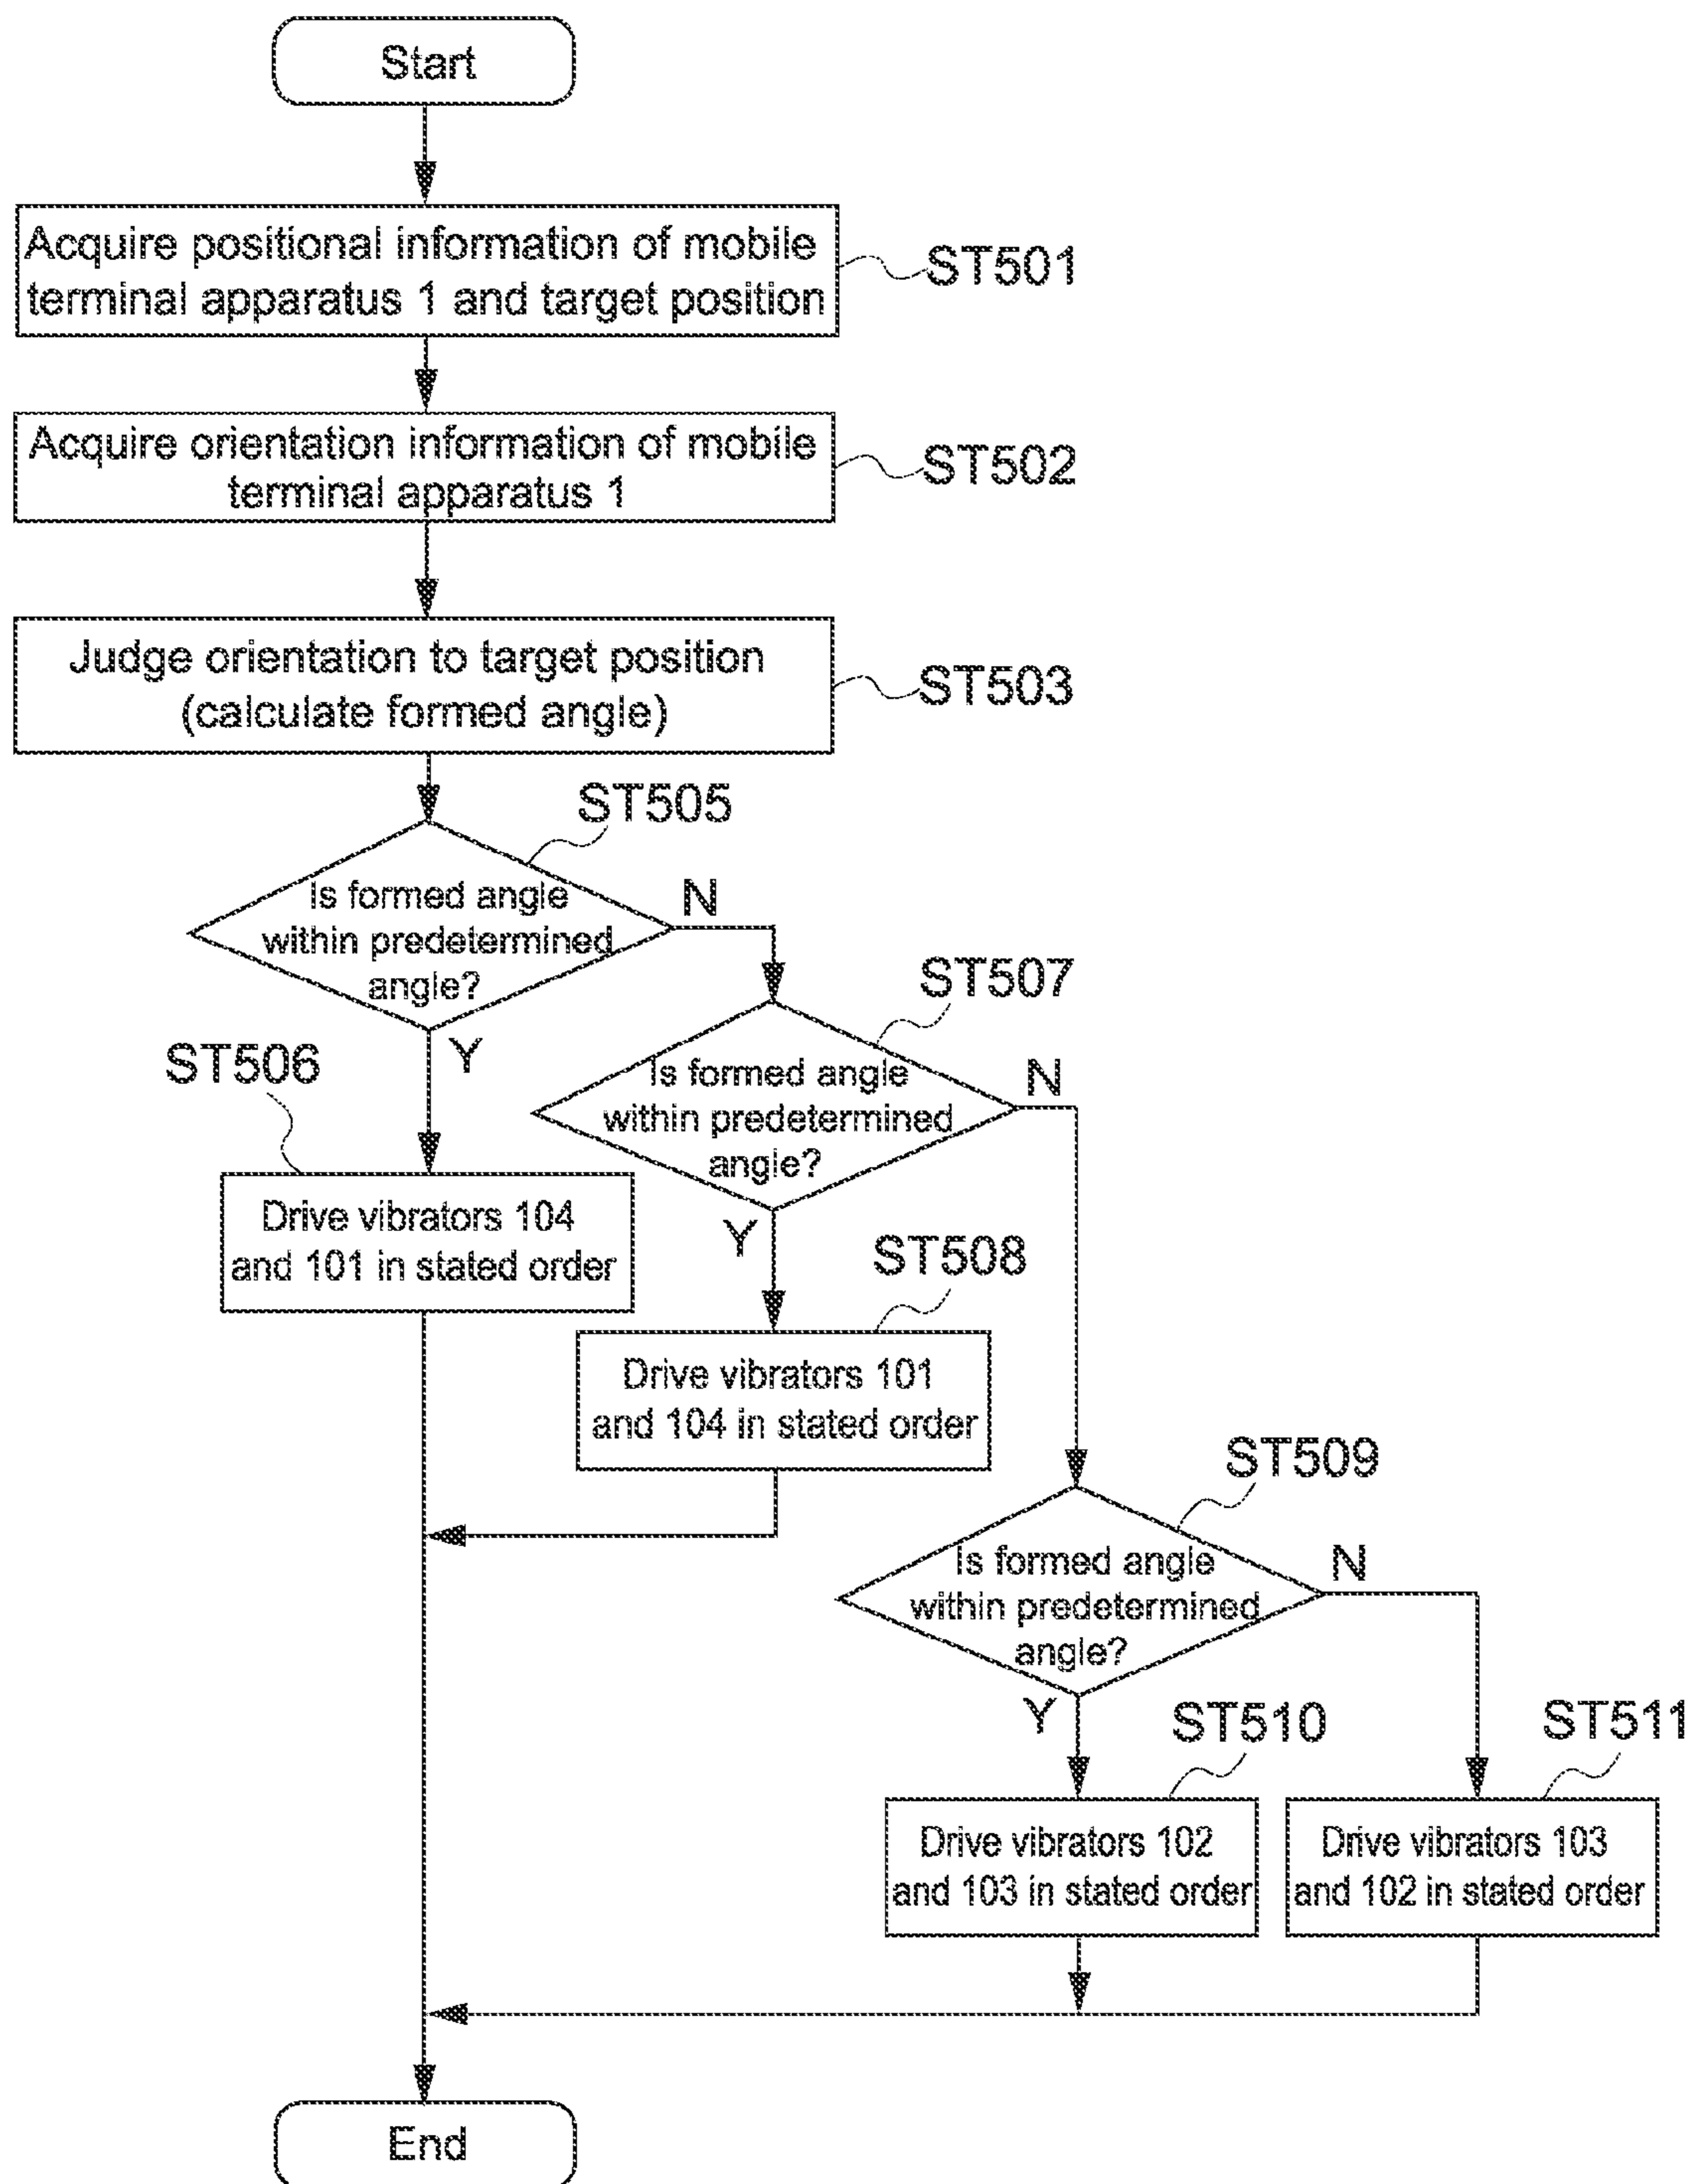 Start
Acquire positional information of mobile
terminal apparatus 1 and target position
ST501
Acquire orientation information of mobile
terminal apparatus 1
ST502
Judge orientation to target position
(calculate formed angle)
ST503
ST505
Is formed angle
within predetermined
angle?
N
Y
ST507
Is formed angle
within predetermined
angle?
N
Y
ST506
Drive vibrators 104
and 101 in stated order
ST508
Drive vibrators 101
and 104 in stated order
ST509
Is formed angle
within predetermined
angle?
N
Y
ST510
Drive vibrators 102
and 103 in stated order
ST511
Drive vibrators 103
and 102 in stated order
End